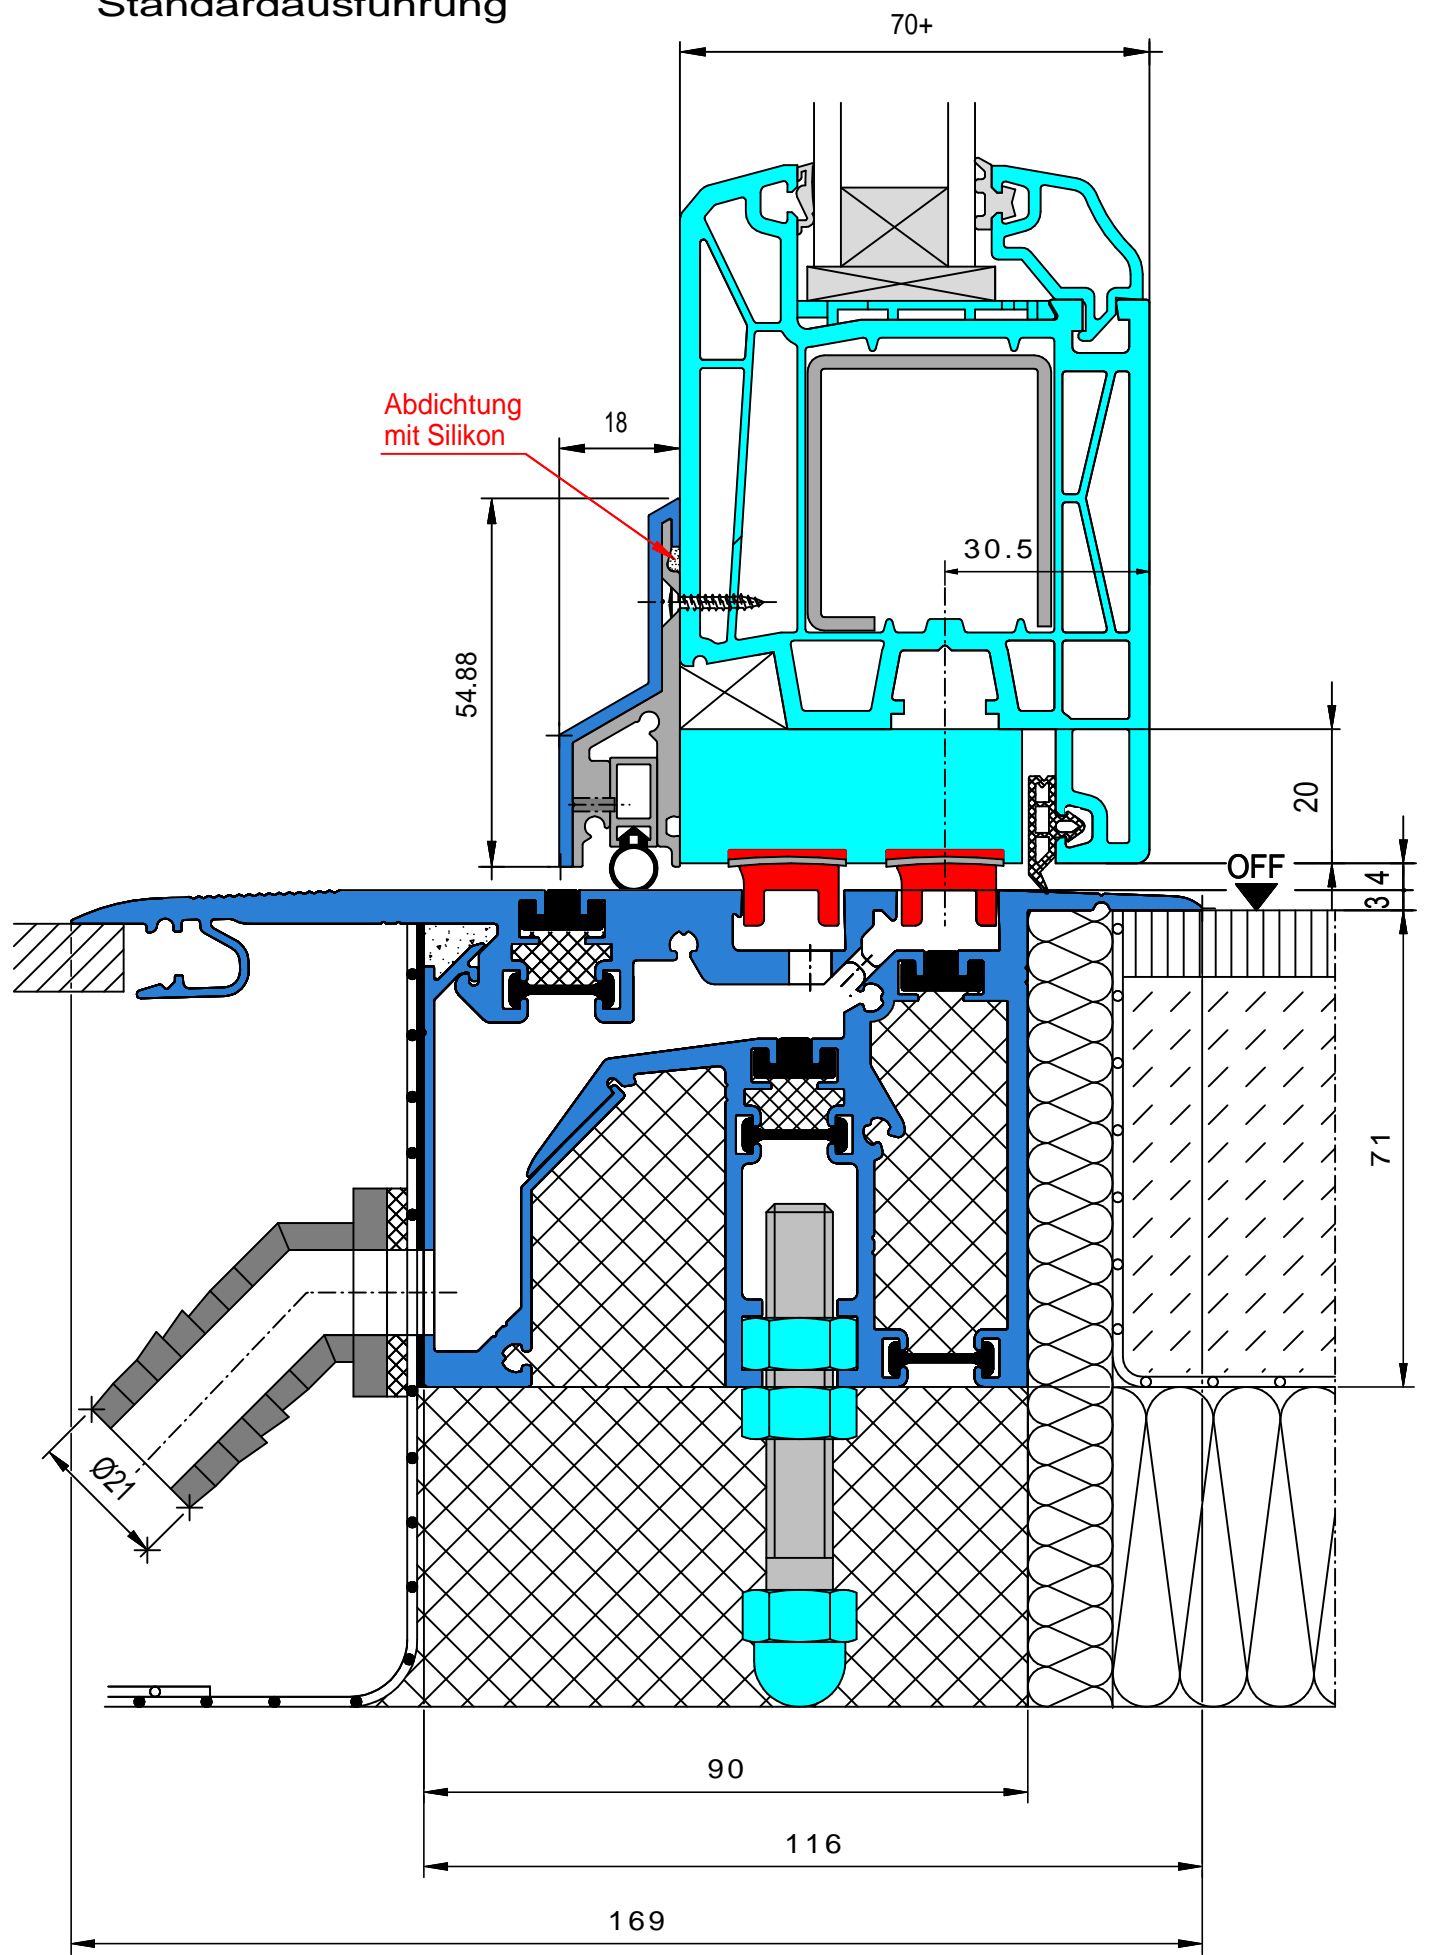 Standardausführung
70+
Abdichtung
mit Silikon
18
30.5
54.88
20
OFF
4
3
71
Ø21
90
116
169